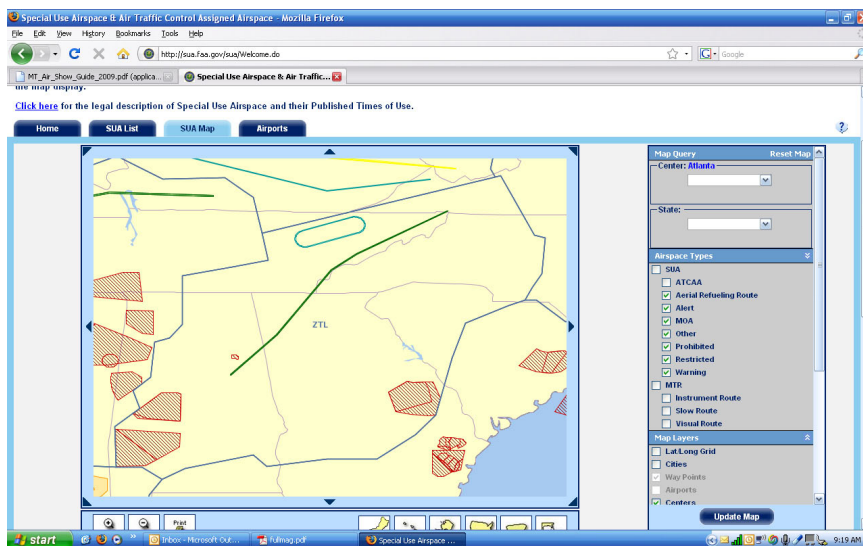 Special Use Airspace & Air Traffic Control Assigned Airspace - Mozilla Firefox
File Edit View History Bookmarks Tools Help
http://sua.faa.gov/sua/Welcome.do
Google
MT_Air_Show_Guide_2009.pdf (applica...
Special Use Airspace & Air Traffic...
the map display.
Click here for the legal description of Special Use Airspace and their Published Times of Use.
Home SUA List SUA Map Airports
Map Query Reset Map
Center: Atlanta
State:
Airspace Types
SUA
ATCAA
Aerial Refueling Route
Alert
MOA
Other
Prohibited
Restricted
Warning
MTR
Instrument Route
Slow Route
Visual Route
Map Layers
Lat/Long Grid
Cities
Way Points
Airports
Centers
Update Map
ZTL
Print
start
Inbox - Microsoft Out...
fullmag.pdf
Special Use Airspace ...
9:19 AM